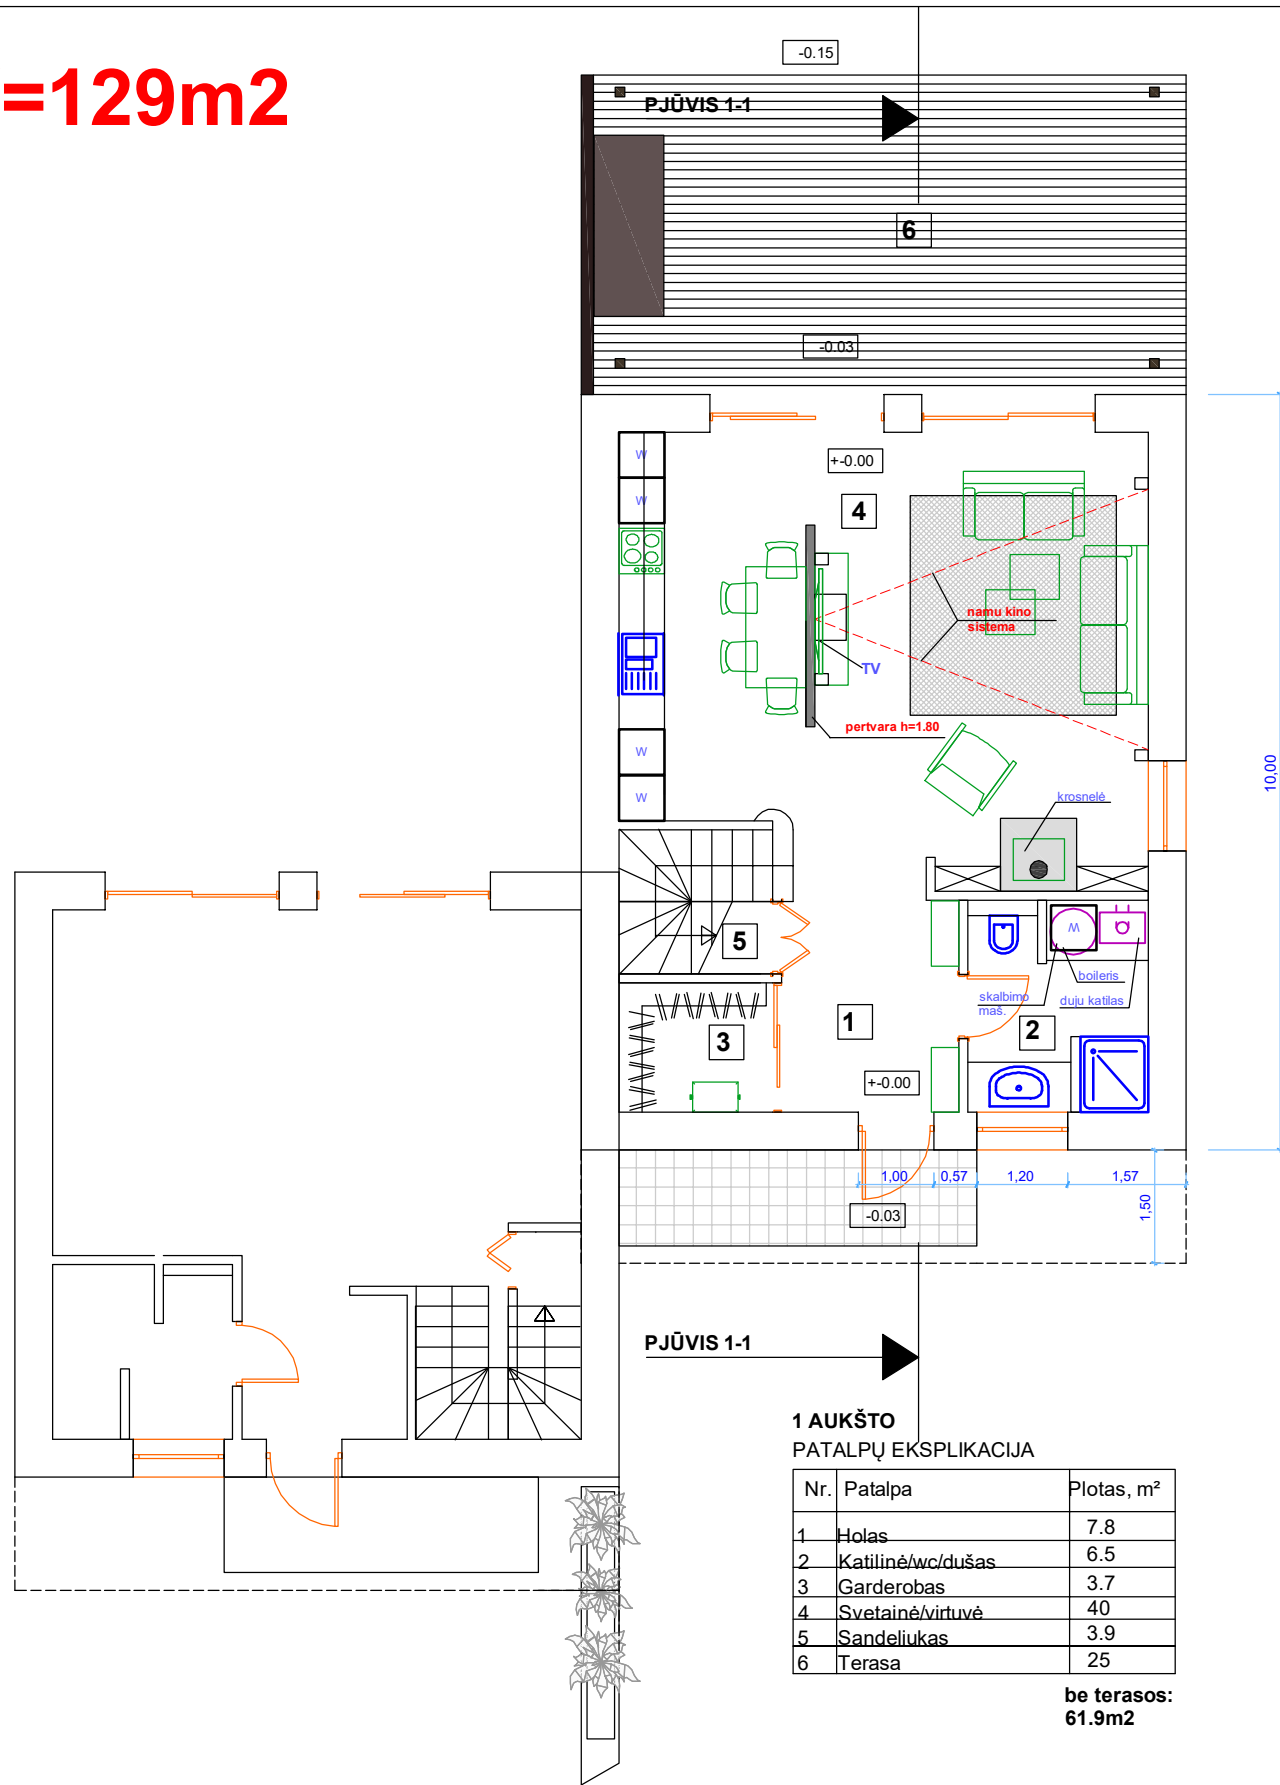 =129m2
-0.15
PJŪVIS 1-1
6
-0.03
+-0.00
4
W
W
namu kino
sistema
TV
pertvara h=1.80
W
W
10,00
krosnelė
5
W
boileris
skalbimo
maš.
dujų katilas
1
2
3
+-0.00
1,00 0,57 1,20 1,57
1,50
-0.03
PJŪVIS 1-1
1 AUKŠTO
PATALPŲ EKSPLIKACIJA
Nr. Patalpa Plotas, m²
1 Holas 7.8
2 Katilinė/wc/dušas 6.5
3 Garderobas 3.7
4 Svetainė/virtuvė 40
5 Sandeliukas 3.9
6 Terasa 25
be terasos:
61.9m2